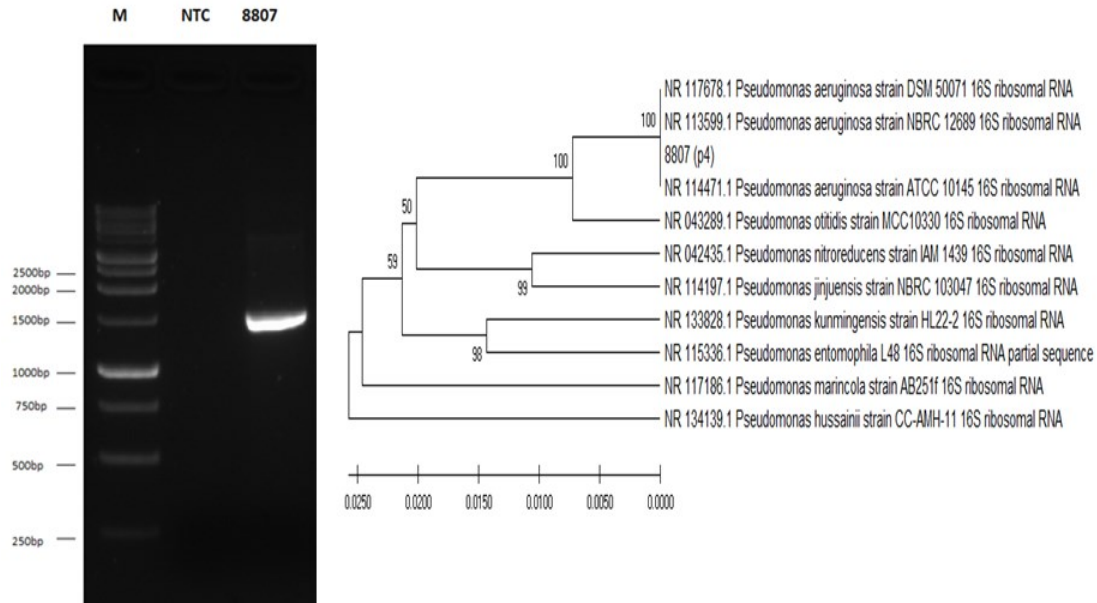 M NTC 8807
2500bp
2000bp
1500bp
1000bp
750bp
500bp
250bp
NR 117678.1 Pseudomonas aeruginosa strain DSM 50071 16S ribosomal RNA
NR 113599.1 Pseudomonas aeruginosa strain NBRC 12689 16S ribosomal RNA
8807 (p4)
NR 114471.1 Pseudomonas aeruginosa strain ATCC 10145 16S ribosomal RNA
NR 043289.1 Pseudomonas otitidis strain MCC10330 16S ribosomal RNA
NR 042435.1 Pseudomonas nitroreducens strain IAM 1439 16S ribosomal RNA
NR 114197.1 Pseudomonas jinjuensis strain NBRC 103047 16S ribosomal RNA
NR 133828.1 Pseudomonas kunmingensis strain HL22-2 16S ribosomal RNA
NR 115336.1 Pseudomonas entomophila L48 16S ribosomal RNA partial sequence
NR 117186.1 Pseudomonas marincola strain AB251f 16S ribosomal RNA
NR 134139.1 Pseudomonas hussainii strain CC-AMH-11 16S ribosomal RNA
100
100
50
59
99
98
0.0250 0.0200 0.0150 0.0100 0.0050 0.0000